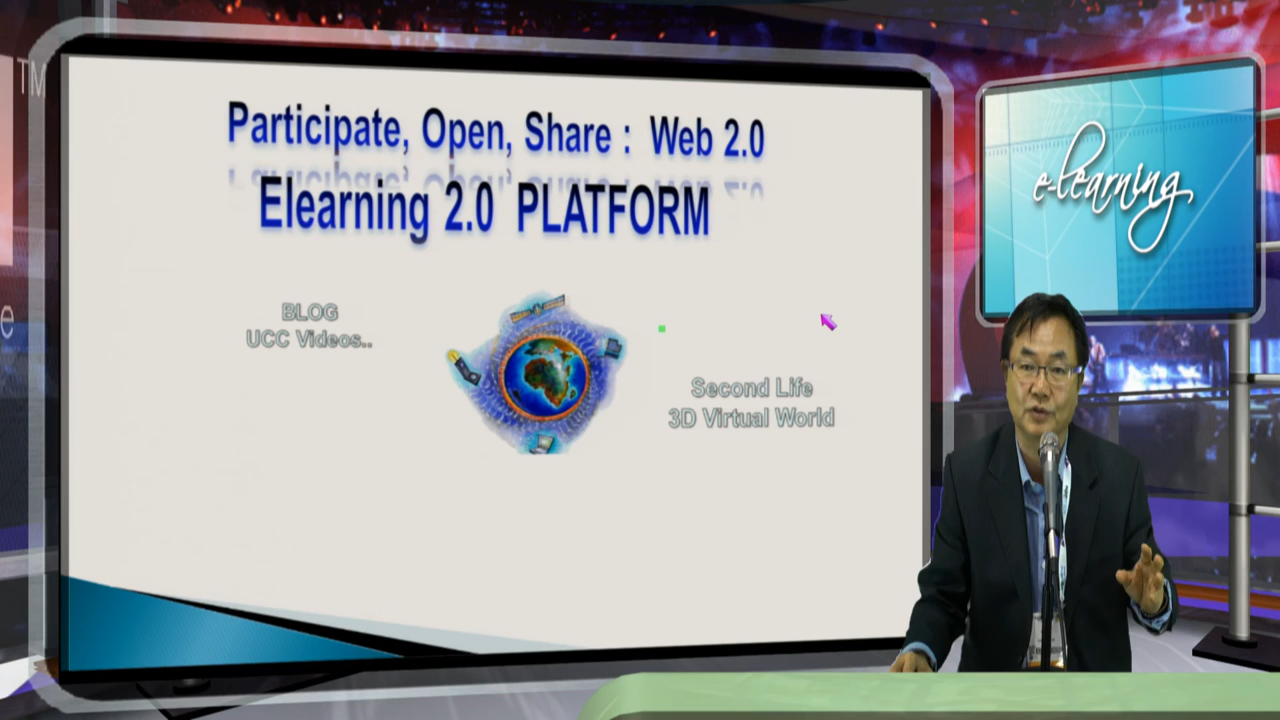 TM
e
Participate, Open, Share : Web 2.0
Elearning 2.0 PLATFORM
BLOG
UCC Videos..
Second Life
3D Virtual World
e-learning